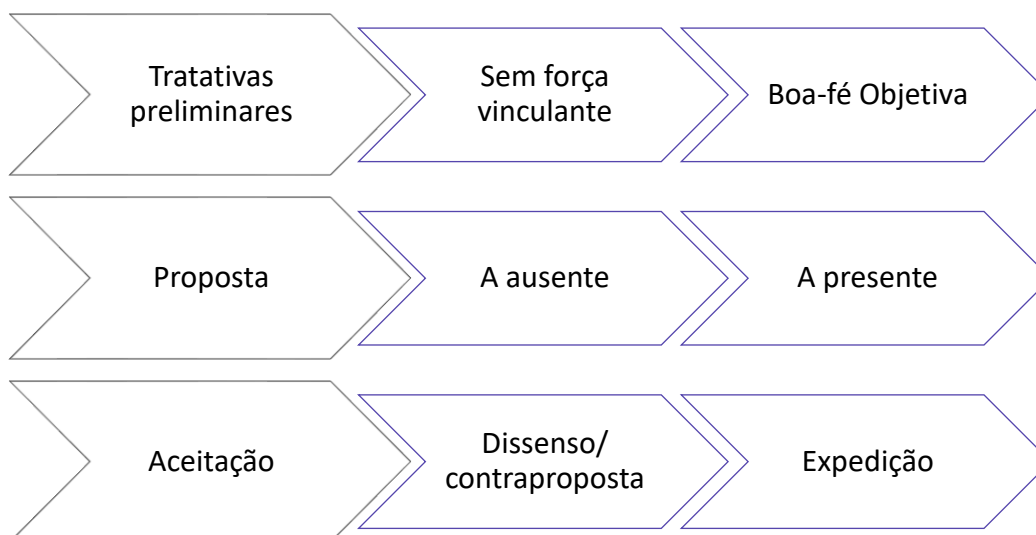 Tratativas
preliminares
Sem força
vinculante
Boa-fé Objetiva
Proposta
A ausente
A presente
Aceitação
Dissenso/
contraproposta
Expedição